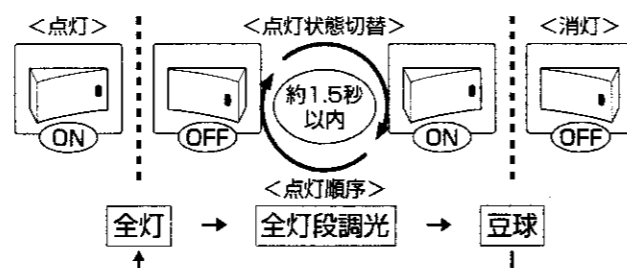 ＜点灯＞ ＜点灯状態切替＞ ＜消灯＞
約1.5秒
以内
ON OFF ON OFF
＜点灯順序＞
全灯 → 全灯段調光 → 豆球